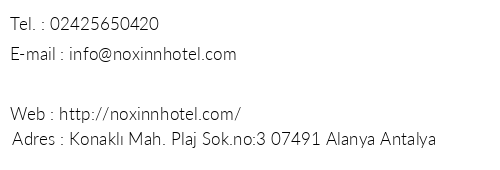 Tel. : 02425650420
E-mail : info@noxinnhotel.com
Web : http://noxinnhotel.com/
Adres : Konaklı Mah. Plaj Sok.no:3 07491 Alanya Antalya